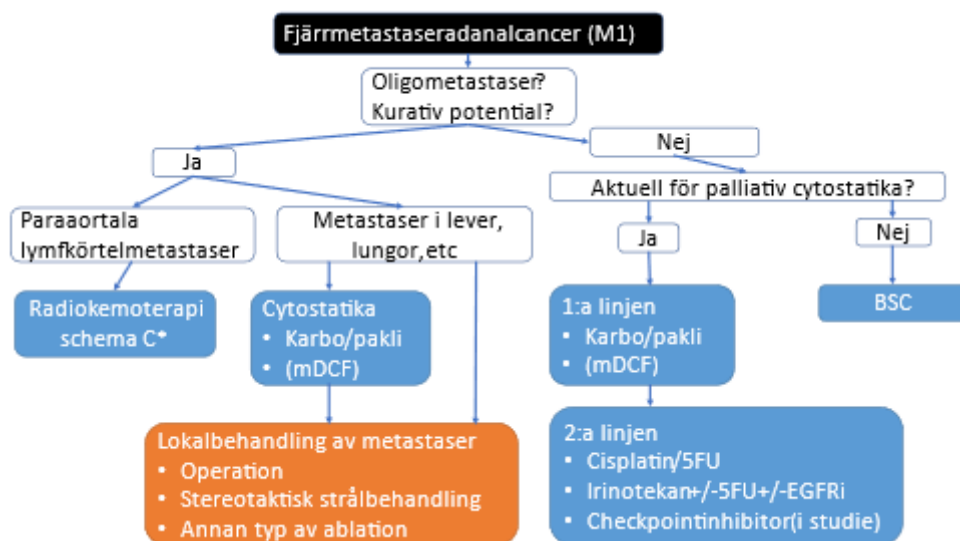 Fjärrmetastaseradanalcancer (M1)
Oligometastaser?
Kurativ potential?
Ja
Nej
Aktuell för palliativ cytostatika?
Paraaortala
lymfkörtelmetastaser
Metastaser i lever,
lungor, etc
Ja
Nej
Radiokemoterapi
schema C*
Cytostatika
• Karbo/pakli
• (mDCF)
1:a linjen
• Karbo/pakli
• (mDCF)
BSC
Lokalbehandling av metastaser
• Operation
• Stereotaktisk strålbehandling
• Annan typ av ablation
2:a linjen
• Cisplatin/5FU
• Irinotekan+/-5FU+/-EGFRi
• Checkpointinhibitor(i studie)